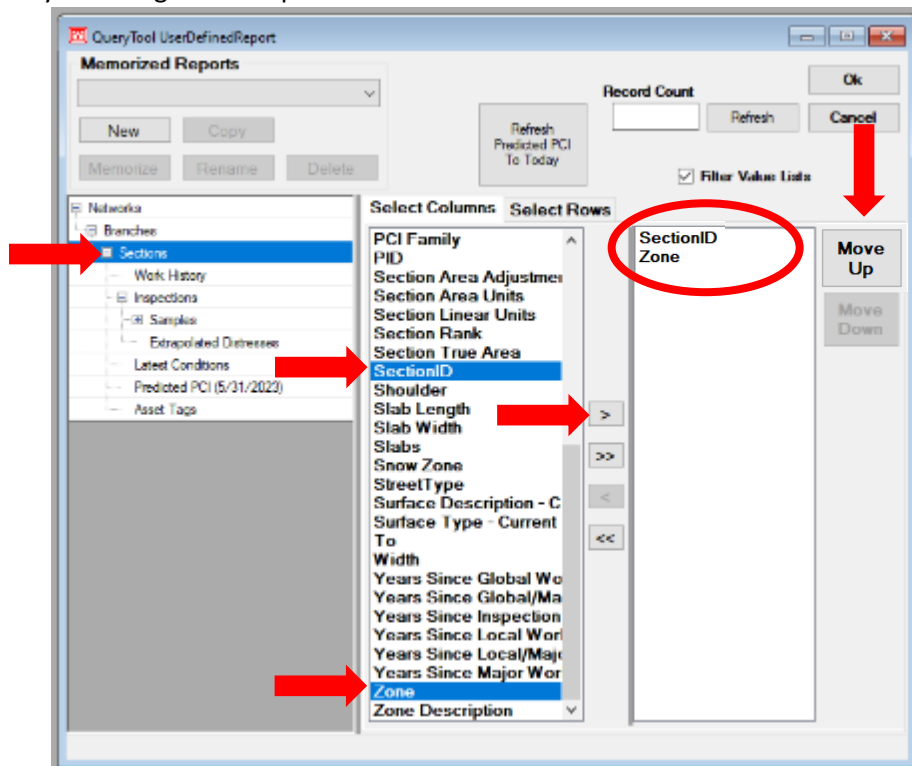 QueryTool UserDefinedReport
Memorized Reports
Ok
Record Count
New
Copy
Refresh
Predicted PCI
To Today
Refresh
Cancel
Memorize
Rename
Delete
Filter Value Lists
Networks
Branches
Sections
Work History
Inspections
Samples
Extrapolated Distresses
Latest Conditions
Predicted PCI (5/31/2023)
Asset Tags
Select Columns
Select Rows
PCI Family
PID
Section Area Adjustmer
Section Area Units
Section Linear Units
Section Rank
Section True Area
SectionID
Shoulder
Slab Length
Slab Width
Slabs
Snow Zone
StreetType
Surface Description - C
Surface Type - Current
To
Width
Years Since Global Wo
Years Since Global/Ma
Years Since Inspection
Years Since Local Worl
Years Since Local/Majo
Years Since Major Wor
Zone
Zone Description
>
>>
<
<<
SectionID
Zone
Move
Up
Move
Down